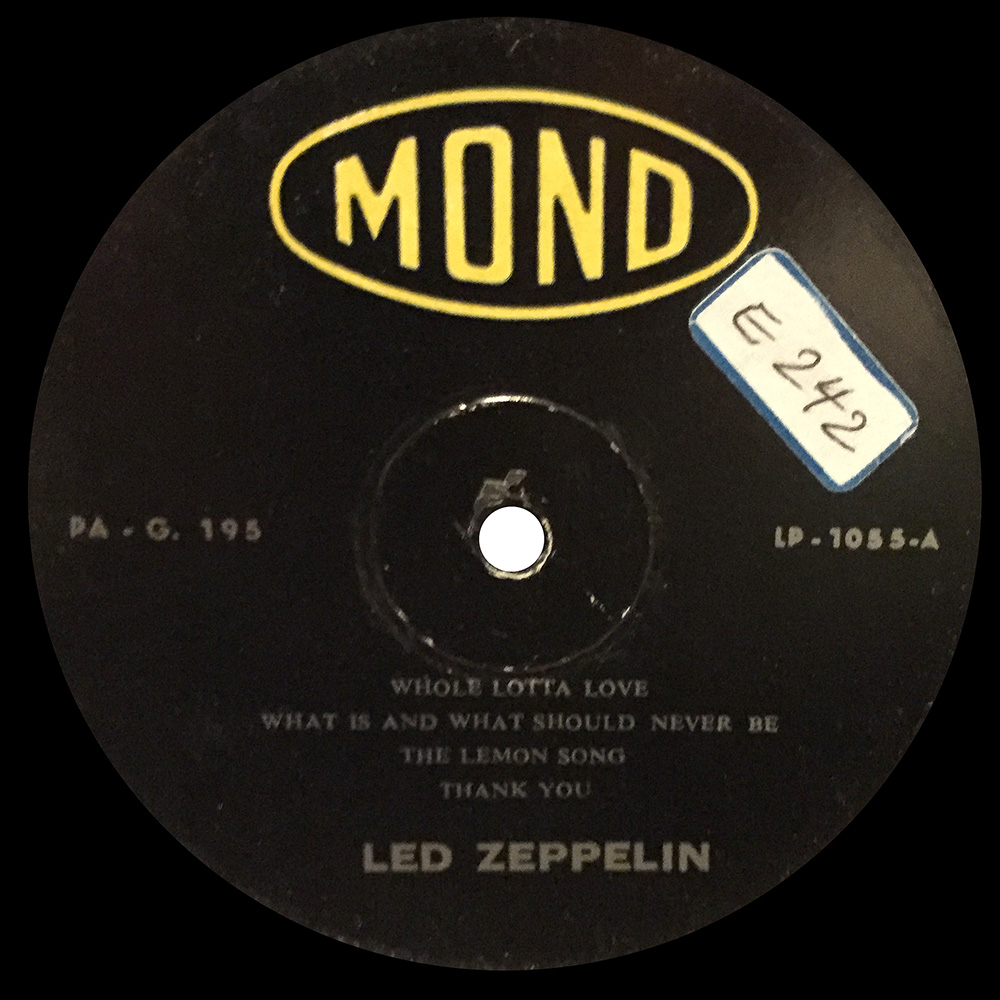 MOND
E 242
PA - G. 195
LP - 1055-A
WHOLE LOTTA LOVE
WHAT IS AND WHAT SHOULD NEVER BE
THE LEMON SONG
THANK YOU
LED ZEPPELIN